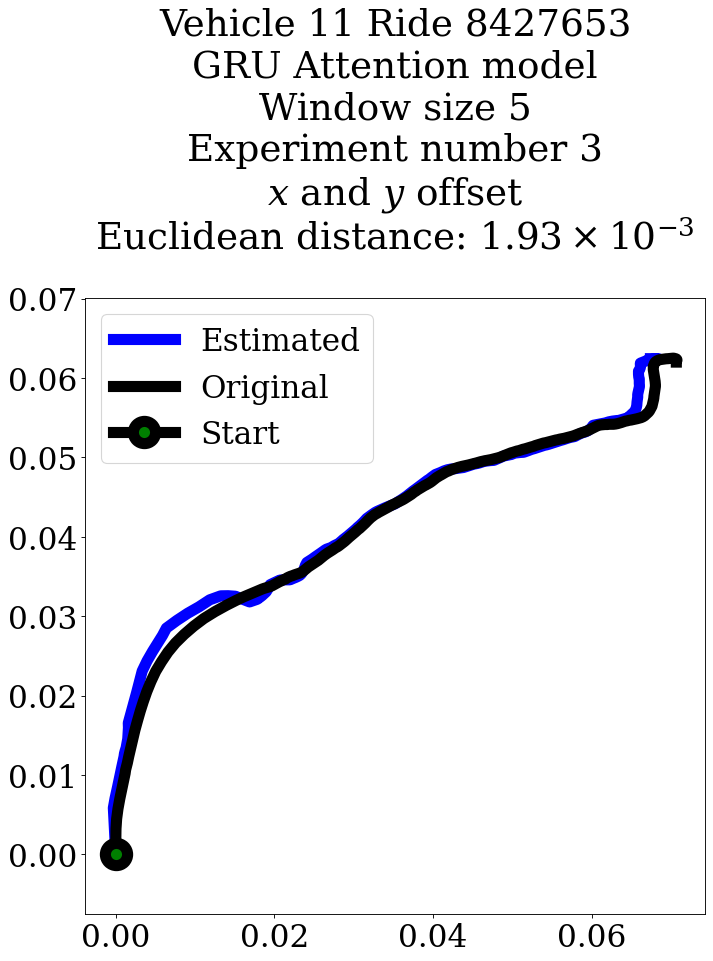 Vehicle 11 Ride 8427653
GRU Attention model
Window size 5
Experiment number 3
x and y offset
Euclidean distance: 1.93 × 10⁻³
0.07
0.06
0.05
0.04
0.03
0.02
0.01
0.00
Estimated
Original
Start
0.00 0.02 0.04 0.06